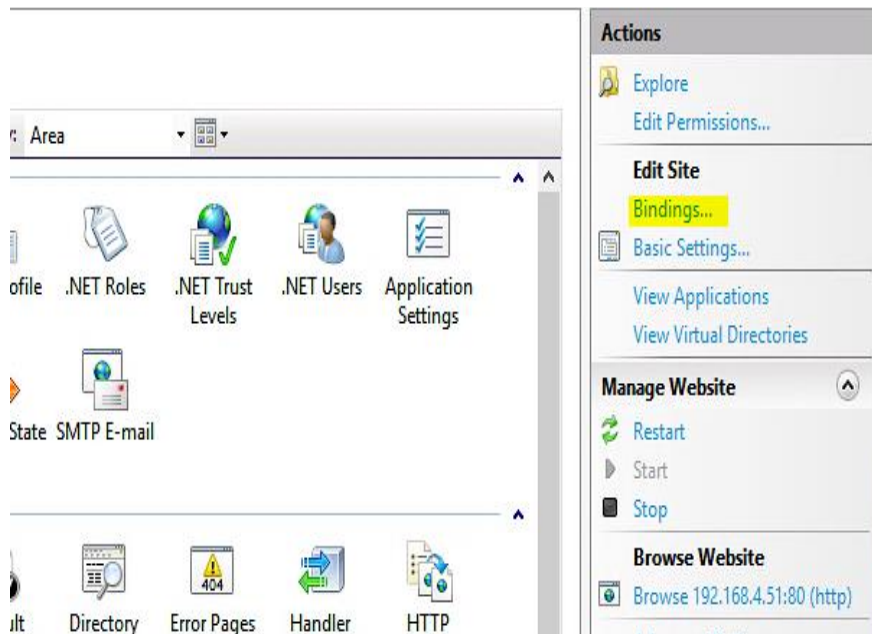 Actions
Explore
Edit Permissions...
Edit Site
Bindings...
Basic Settings...
View Applications
View Virtual Directories
Manage Website
Restart
Start
Stop
Browse Website
Browse 192.168.4.51:80 (http)
Area
ofile .NET Roles .NET Trust .NET Users Application
Levels Settings
State SMTP E-mail
404
ult Directory Error Pages Handler HTTP